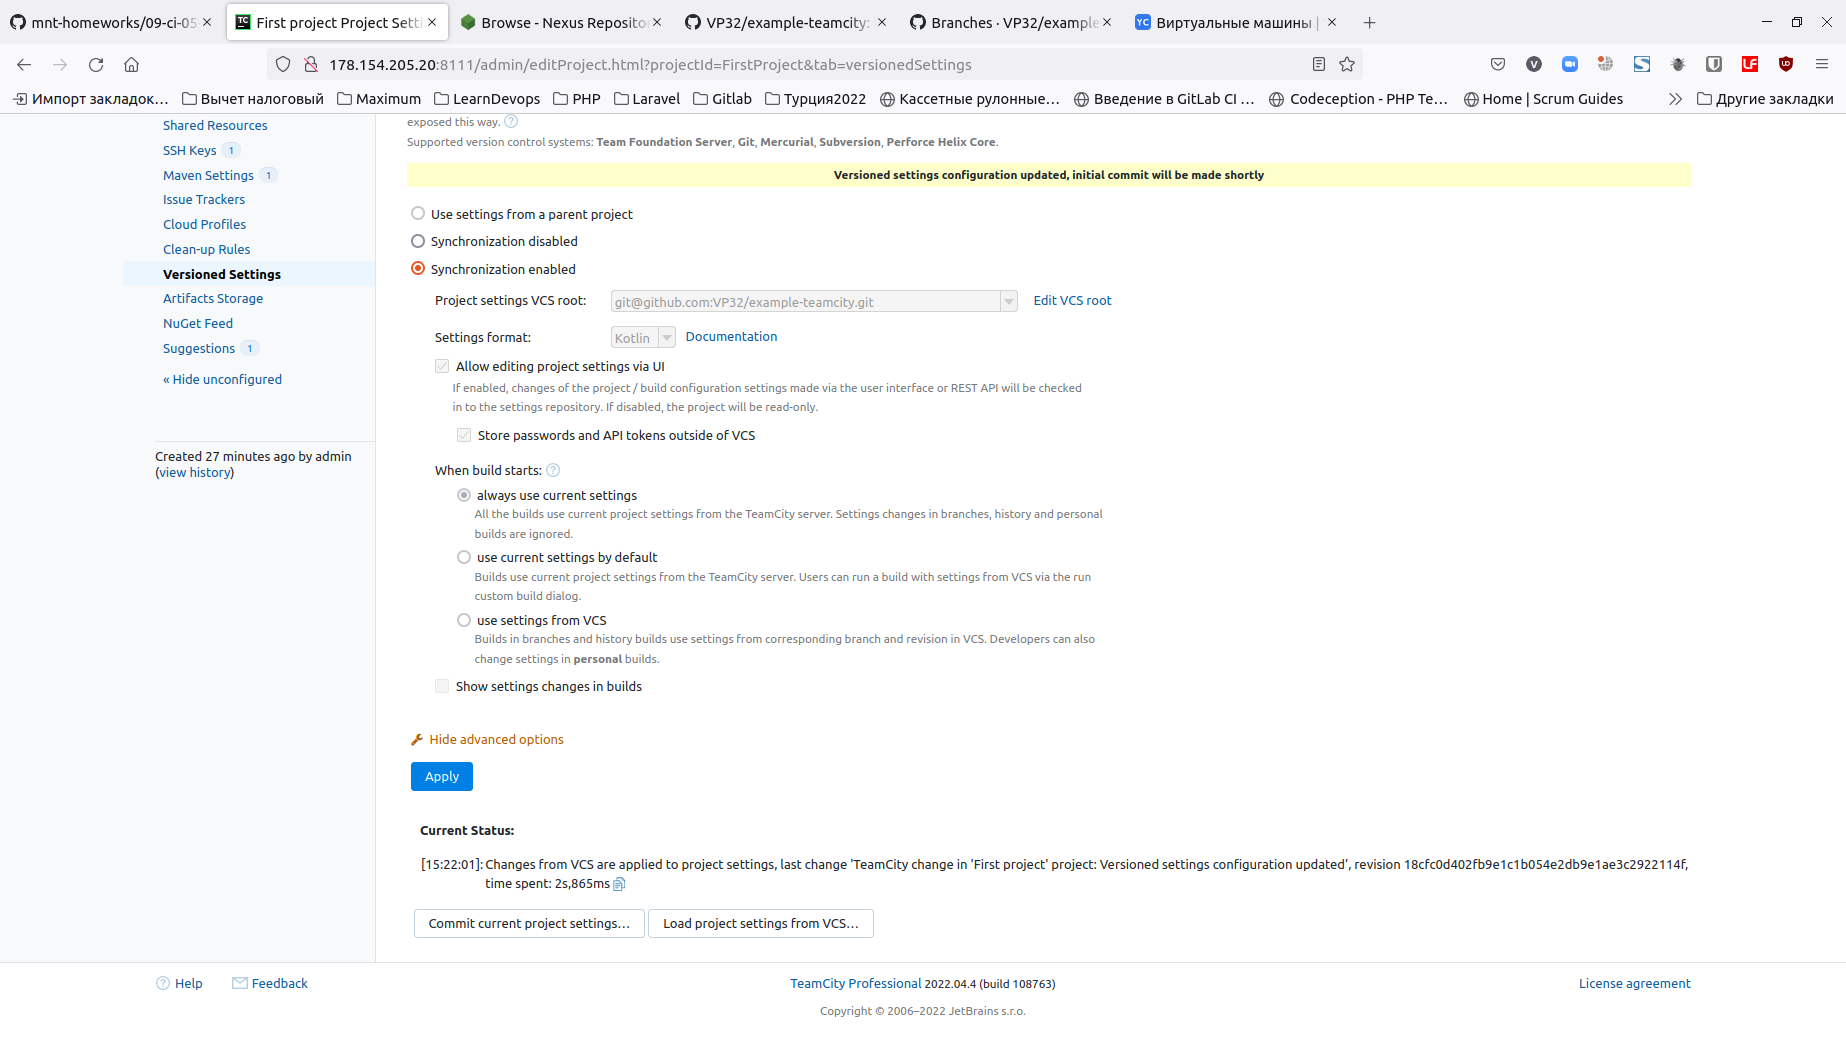 mnt-homeworks/09-ci-05
First project Project Setti
Browse - Nexus Reposito
VP32/example-teamcity:
Branches · VP32/example
Виртуальные машины |
178.154.205.20:8111/admin/editProject.html?projectId=FirstProject&tab=versionedSettings
Импорт закладок…
Вычет налоговый
Maximum
LearnDevops
PHP
Laravel
Gitlab
Турция2022
Кассетные рулонные…
Введение в GitLab CI …
Codeception - PHP Te…
Home | Scrum Guides
Другие закладки
Shared Resources
SSH Keys 1
Maven Settings 1
Issue Trackers
Cloud Profiles
Clean-up Rules
Versioned Settings
Artifacts Storage
NuGet Feed
Suggestions 1
« Hide unconfigured
Created 27 minutes ago by admin
(view history)
exposed this way.
Supported version control systems: Team Foundation Server, Git, Mercurial, Subversion, Perforce Helix Core.
Versioned settings configuration updated, initial commit will be made shortly
Use settings from a parent project
Synchronization disabled
Synchronization enabled
Project settings VCS root: git@github.com:VP32/example-teamcity.git Edit VCS root
Settings format: Kotlin Documentation
Allow editing project settings via UI
If enabled, changes of the project / build configuration settings made via the user interface or REST API will be checked
in to the settings repository. If disabled, the project will be read-only.
Store passwords and API tokens outside of VCS
When build starts:
always use current settings
All the builds use current project settings from the TeamCity server. Settings changes in branches, history and personal
builds are ignored.
use current settings by default
Builds use current project settings from the TeamCity server. Users can run a build with settings from VCS via the run
custom build dialog.
use settings from VCS
Builds in branches and history builds use settings from corresponding branch and revision in VCS. Developers can also
change settings in personal builds.
Show settings changes in builds
Hide advanced options
Apply
Current Status:
[15:22:01]: Changes from VCS are applied to project settings, last change 'TeamCity change in 'First project' project: Versioned settings configuration updated', revision 18cfc0d402fb9e1c1b054e2db9e1ae3c2922114f,
time spent: 2s,865ms
Commit current project settings…
Load project settings from VCS…
Help
Feedback
TeamCity Professional 2022.04.4 (build 108763)
License agreement
Copyright © 2006–2022 JetBrains s.r.o.